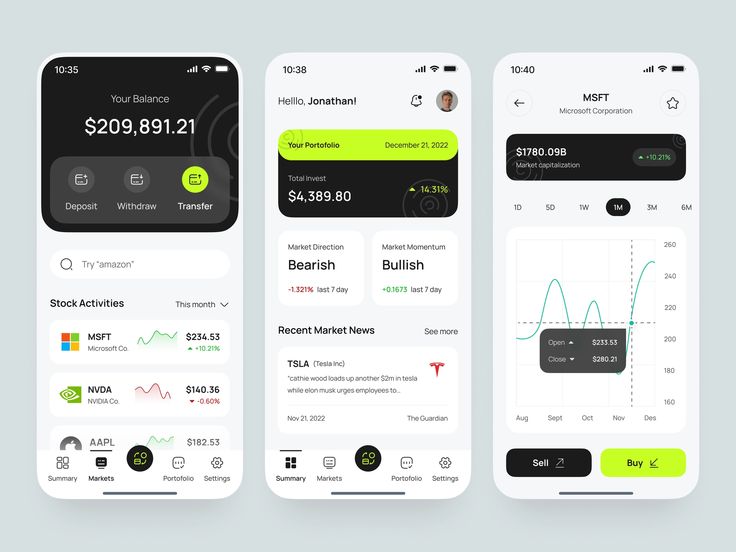 10:35
Your Balance
$209,891.21
Deposit
Withdraw
Transfer
Try “amazon”
Stock Activities
This month
MSFT
Microsoft Co.
$234.53
+10.21%
NVDA
NVIDIA Co.
$140.36
-0.60%
AAPL
$182.53
Summary
Markets
Portofolio
Settings
10:38
Helllo, Jonathan!
Your Portofolio
December 21, 2022
Total Invest
$4,389.80
14.31%
Market Direction
Bearish
-1.321% last 7 day
Market Momentum
Bullish
+0.1673 last 7 day
Recent Market News
See more
TSLA (Tesla Inc)
“cathie wood loads up another $2m in tesla
while elon musk urges employees to...
Nov 21, 2022
The Guardian
Summary
Markets
Portofolio
Settings
10:40
MSFT
Microsoft Corporation
$1780.09B
Market capitalization
+10.21%
1D 5D 1W 1M 3M 6M
260
240
220
200
180
160
Open $233.53
Close $280.21
Aug Sept Oct Nov Des
Sell
Buy